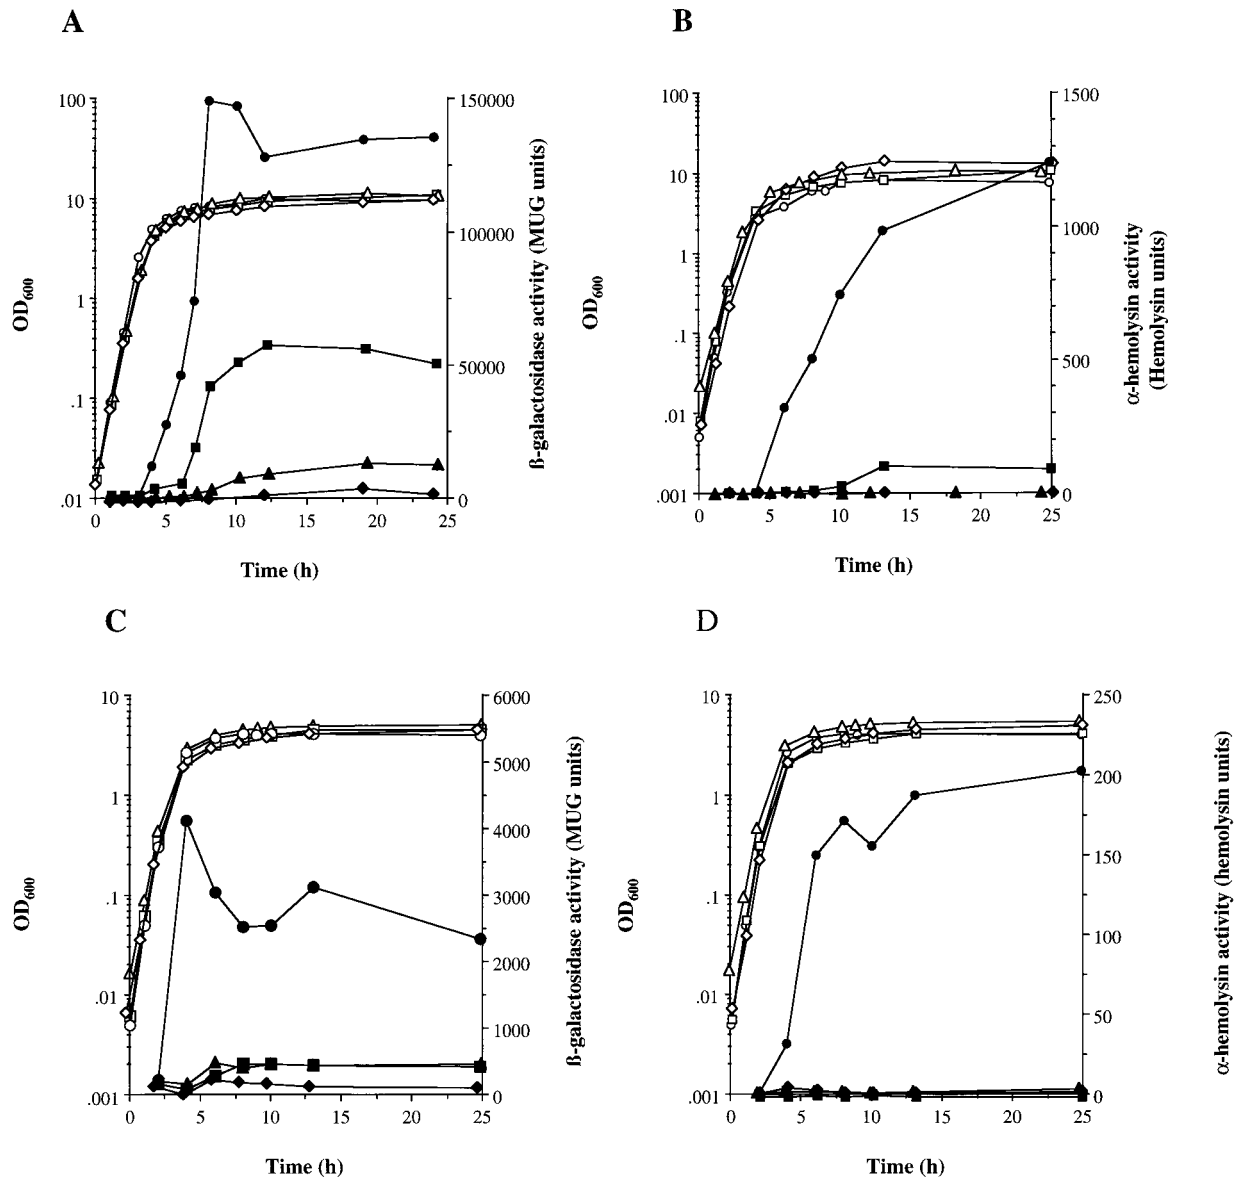 A
100
10
1
.1
.01
OD600
0 5 10 15 20 25
Time (h)
150000
100000
50000
0
ß-galactosidase activity (MUG units)
B
100
10
1
.1
.01
.001
OD600
0 5 10 15 20 25
Time (h)
1500
1000
500
0
α-hemolysin activity
(Hemolysin units)
C
10
1
.1
.01
.001
OD600
0 5 10 15 20 25
Time (h)
6000
5000
4000
3000
2000
1000
0
ß-galactosidase activity (MUG units)
D
10
1
.1
.01
.001
OD600
0 5 10 15 20 25
Time (h)
250
200
150
100
50
0
α-hemolysin activity (hemolysin units)